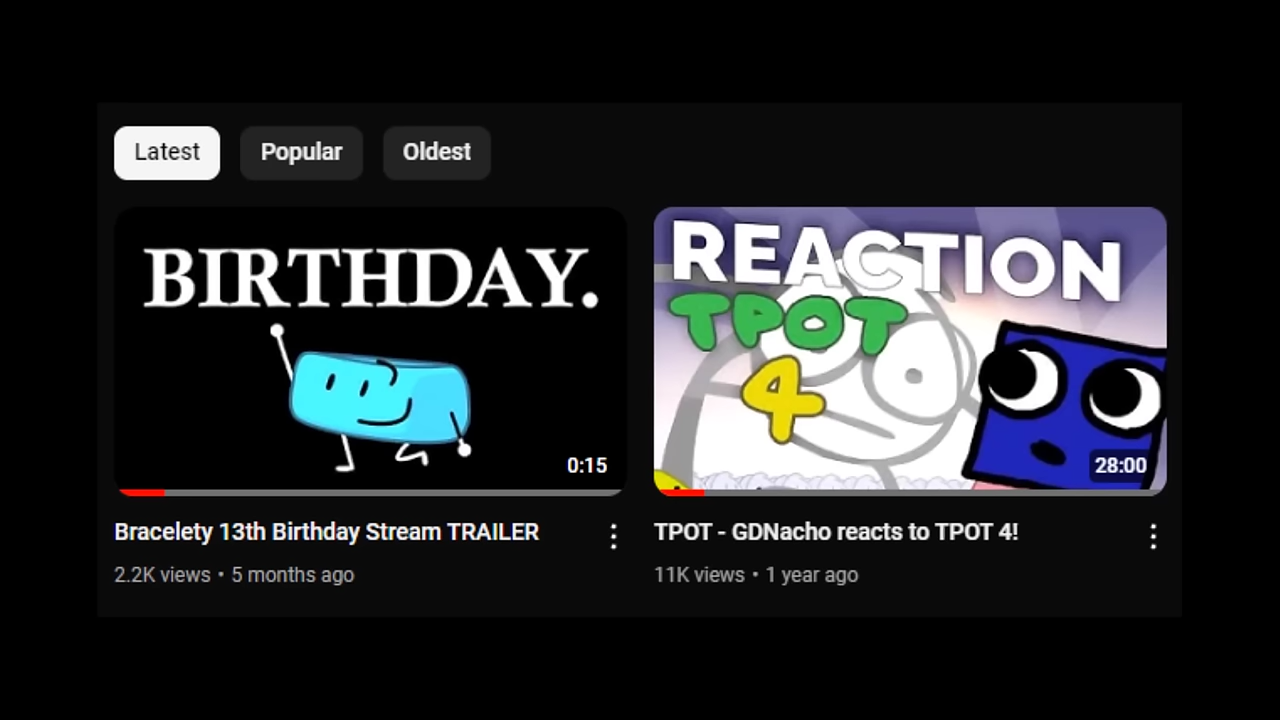 Latest Popular Oldest
BIRTHDAY.
0:15
REACTION
TPOT
4
28:00
Bracelety 13th Birthday Stream TRAILER
2.2K views • 5 months ago
TPOT - GDNacho reacts to TPOT 4!
11K views • 1 year ago